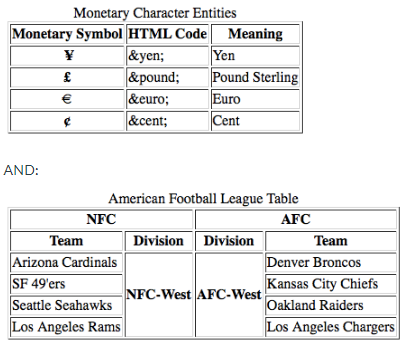 Monetary Character Entities
Monetary Symbol HTML Code Meaning
¥ &yen; Yen
£ &pound; Pound Sterling
€ &euro; Euro
¢ &cent; Cent
AND:
American Football League Table
NFC AFC
Team Division Division Team
Arizona Cardinals NFC-West AFC-West Denver Broncos
SF 49'ers Kansas City Chiefs
Seattle Seahawks Oakland Raiders
Los Angeles Rams Los Angeles Chargers